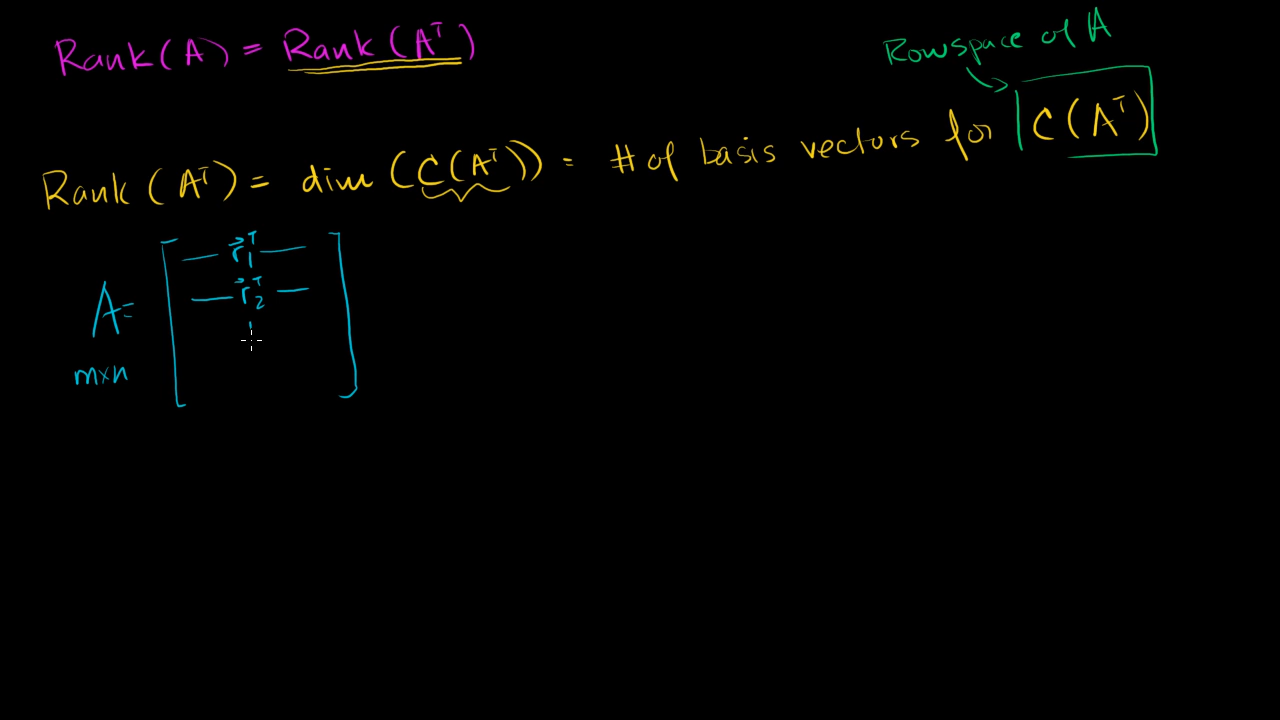 Rank(A) = Rank(Aᵀ)
Rowspace of A
Rank(Aᵀ) = dim(C(Aᵀ)) = # of basis vectors for C(Aᵀ)
r⃗₁ᵀ
r⃗₂ᵀ
A=
m×n